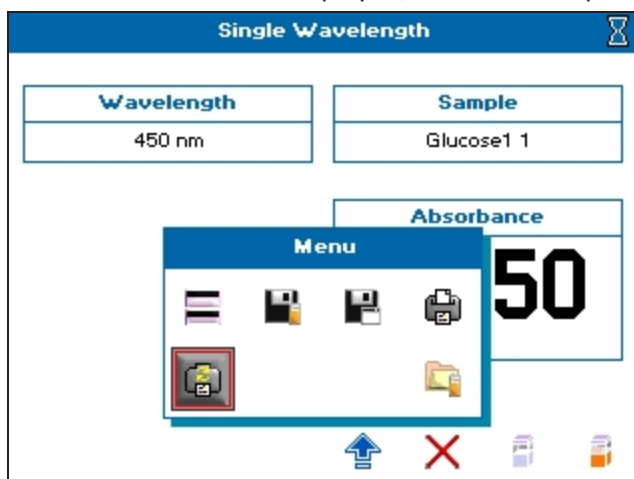 Single Wavelength
Wavelength
Sample
450 nm
Glucose1 1
Absorbance
Menu
50